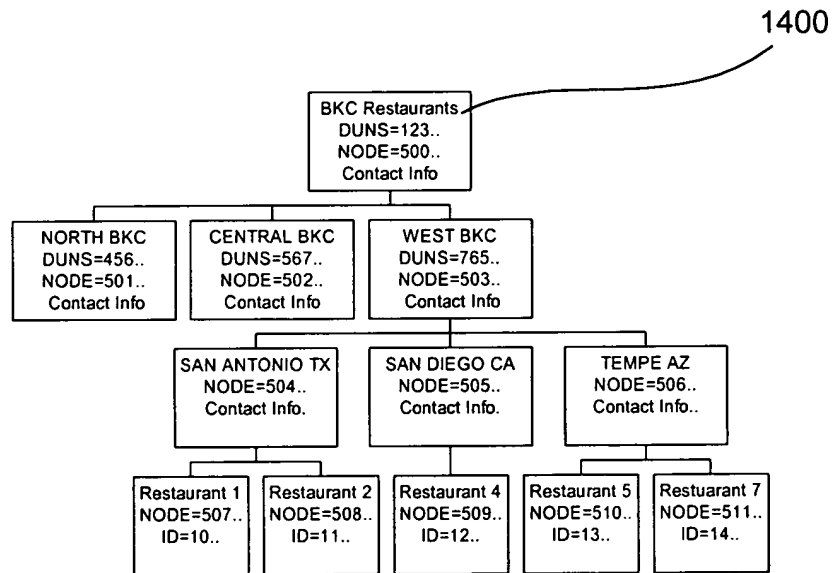 1400
BKC Restaurants
DUNS=123..
NODE=500..
Contact Info
NORTH BKC
DUNS=456..
NODE=501..
Contact Info
CENTRAL BKC
DUNS=567..
NODE=502..
Contact Info
WEST BKC
DUNS=765..
NODE=503..
Contact Info
SAN ANTONIO TX
NODE=504..
Contact Info.
SAN DIEGO CA
NODE=505..
Contact Info.
TEMPE AZ
NODE=506..
Contact Info..
Restaurant 1
NODE=507..
ID=10..
Restaurant 2
NODE=508..
ID=11..
Restaurant 4
NODE=509..
ID=12..
Restaurant 5
NODE=510..
ID=13..
Restuarant 7
NODE=511..
ID=14..